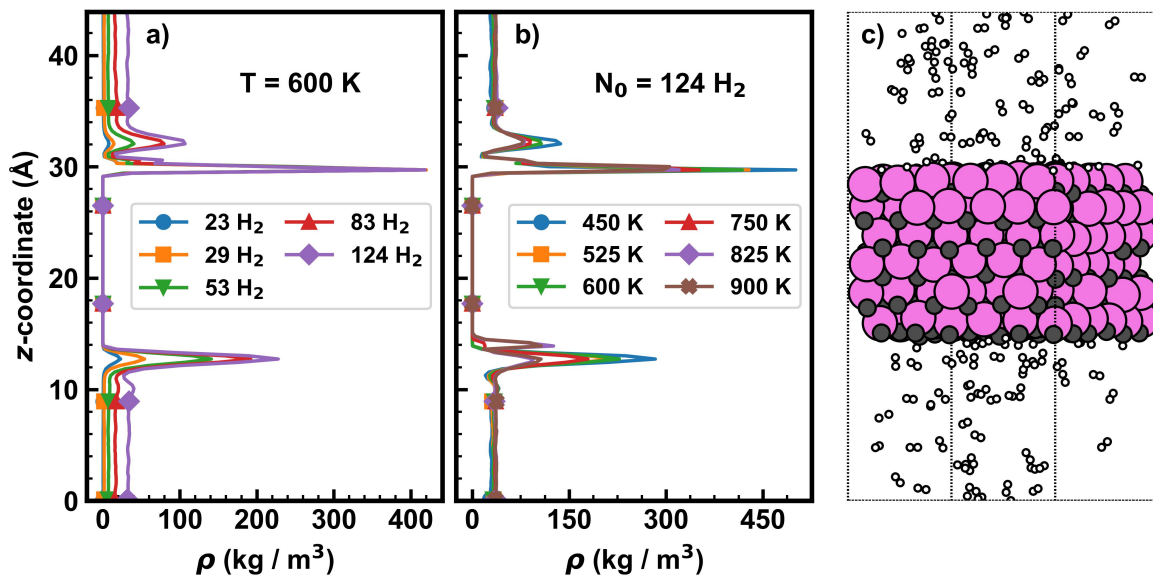 a)
T = 600 K
b)
N₀ = 124 H₂
c)
z-coordinate (Å)
40
30
20
10
0
23 H₂
29 H₂
53 H₂
83 H₂
124 H₂
450 K
525 K
600 K
750 K
825 K
900 K
0 100 200 300 400
0 150 300 450
ρ (kg / m³)
ρ (kg / m³)